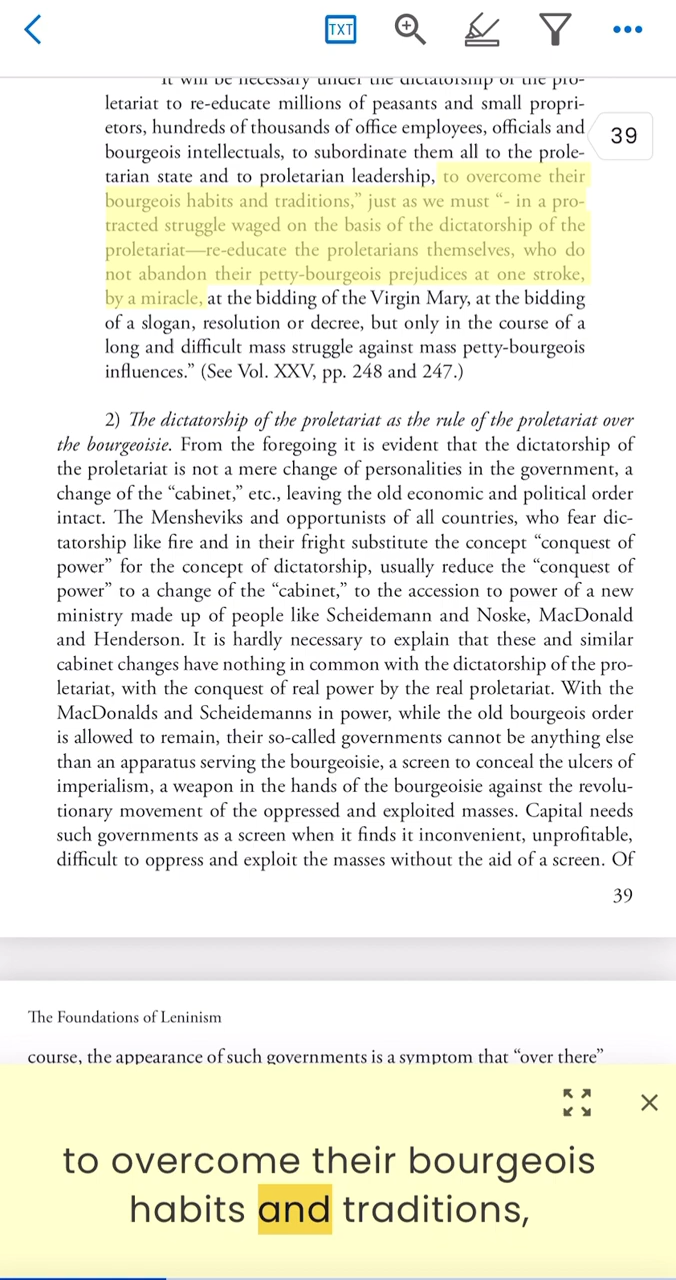 TXT
it will be necessary under the dictatorship of the pro-
letariat to re-educate millions of peasants and small propri-
etors, hundreds of thousands of office employees, officials and
39
bourgeois intellectuals, to subordinate them all to the prole-
tarian state and to proletarian leadership, to overcome their
bourgeois habits and traditions,” just as we must “- in a pro-
tracted struggle waged on the basis of the dictatorship of the
proletariat—re-educate the proletarians themselves, who do
not abandon their petty-bourgeois prejudices at one stroke,
by a miracle, at the bidding of the Virgin Mary, at the bidding
of a slogan, resolution or decree, but only in the course of a
long and difficult mass struggle against mass petty-bourgeois
influences.” (See Vol. XXV, pp. 248 and 247.)
2) The dictatorship of the proletariat as the rule of the proletariat over
the bourgeoisie. From the foregoing it is evident that the dictatorship of
the proletariat is not a mere change of personalities in the government, a
change of the “cabinet,” etc., leaving the old economic and political order
intact. The Mensheviks and opportunists of all countries, who fear dic-
tatorship like fire and in their fright substitute the concept “conquest of
power” for the concept of dictatorship, usually reduce the “conquest of
power” to a change of the “cabinet,” to the accession to power of a new
ministry made up of people like Scheidemann and Noske, MacDonald
and Henderson. It is hardly necessary to explain that these and similar
cabinet changes have nothing in common with the dictatorship of the pro-
letariat, with the conquest of real power by the real proletariat. With the
MacDonalds and Scheidemanns in power, while the old bourgeois order
is allowed to remain, their so-called governments cannot be anything else
than an apparatus serving the bourgeoisie, a screen to conceal the ulcers of
imperialism, a weapon in the hands of the bourgeoisie against the revolu-
tionary movement of the oppressed and exploited masses. Capital needs
such governments as a screen when it finds it inconvenient, unprofitable,
difficult to oppress and exploit the masses without the aid of a screen. Of
39
The Foundations of Leninism
course, the appearance of such governments is a symptom that “over there”
to overcome their bourgeois
habits and traditions,